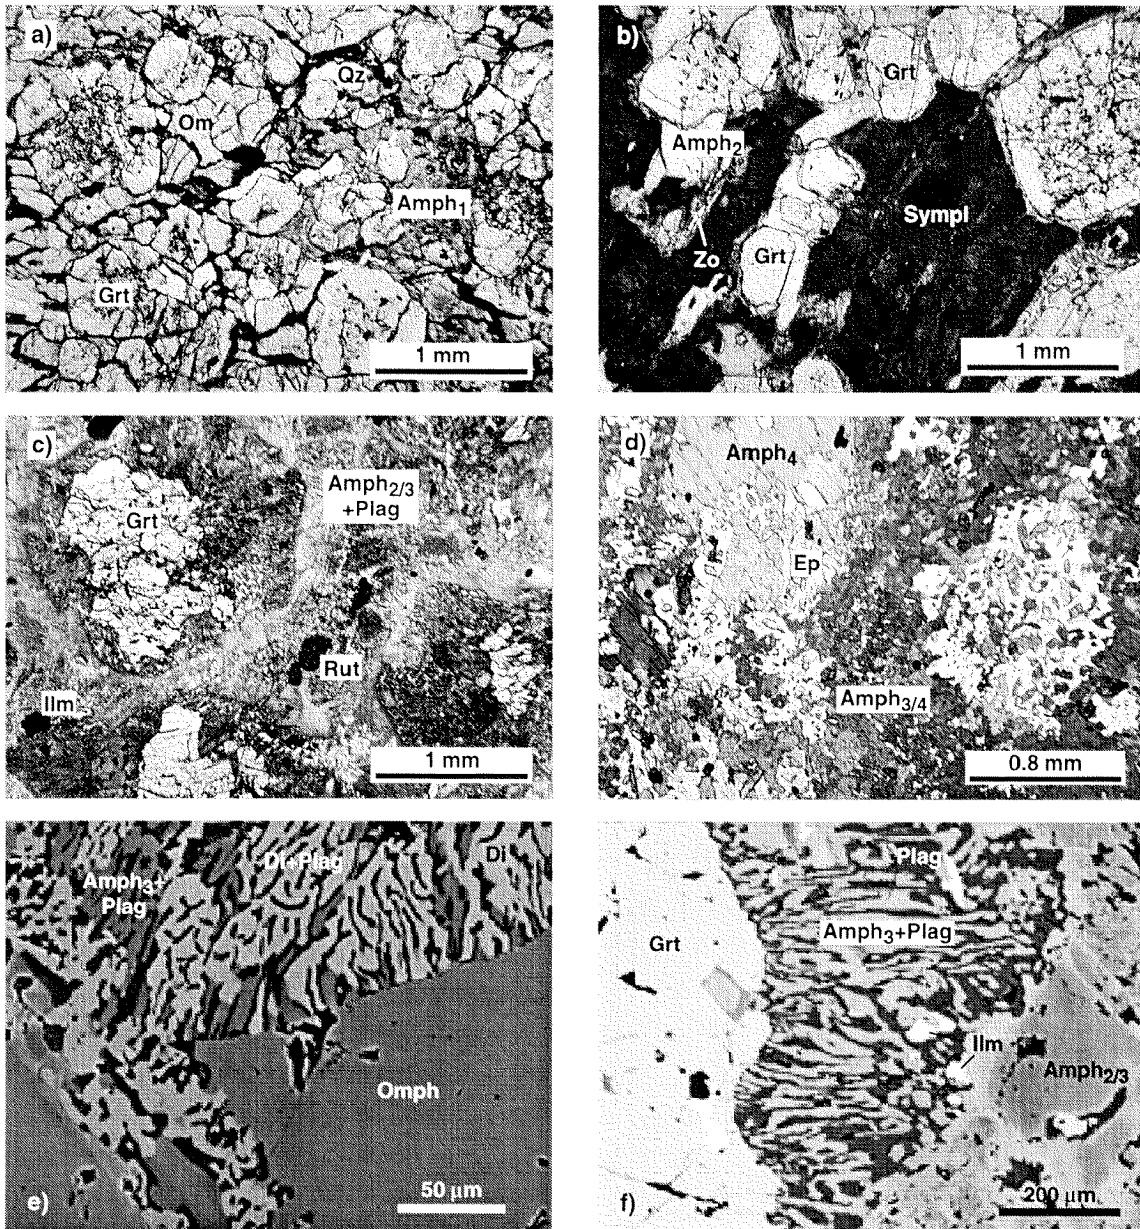 a)
Qz
Om
Amph1
Grt
1 mm
b)
Grt
Amph2
Sympl
Zo
Grt
1 mm
c)
Grt
Amph2/3
+Plag
Rut
Ilm
1 mm
d)
Amph4
Ep
Amph3/4
0.8 mm
Di+Plag
Di
Amph3+
Plag
Omph
e)
50 µm
Plag
Grt
Amph3+Plag
Ilm
Amph2/3
f)
200 µm